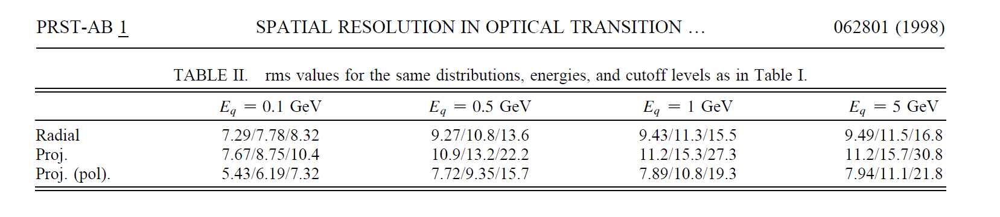 PRST-AB 1 SPATIAL RESOLUTION IN OPTICAL TRANSITION … 062801 (1998)
TABLE II. rms values for the same distributions, energies, and cutoff levels as in Table I.
E_q = 0.1 GeV E_q = 0.5 GeV E_q = 1 GeV E_q = 5 GeV
Radial 7.29/7.78/8.32 9.27/10.8/13.6 9.43/11.3/15.5 9.49/11.5/16.8
Proj. 7.67/8.75/10.4 10.9/13.2/22.2 11.2/15.3/27.3 11.2/15.7/30.8
Proj. (pol). 5.43/6.19/7.32 7.72/9.35/15.7 7.89/10.8/19.3 7.94/11.1/21.8